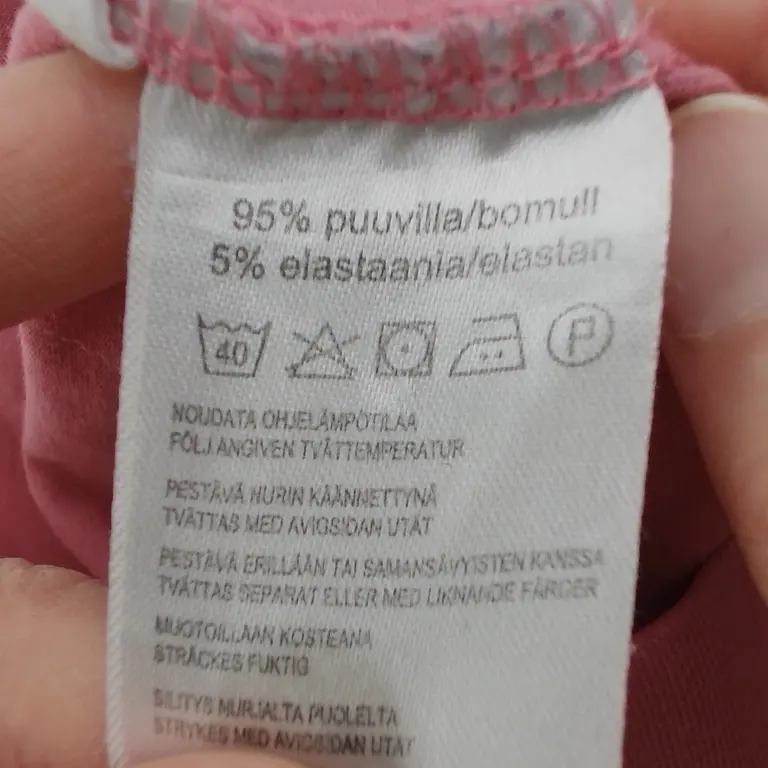 95% puuvilla/bomull
5% elastaania/elastan
40 P
NOUDATA OHJELÄMPÖTILAA
FÖLJ ANGIVEN TVÄTTEMPERATUR
PESTÄVÄ NURIN KÄÄNNETTYNÄ
TVÄTTAS MED AVIGSIDAN UTÅT
PESTÄVÄ ERILLÄÄN TAI SAMANSÄVYISTEN KANSSA
TVÄTTAS SEPARAT ELLER MED LIKNANDE FÄRGER
MUOTOILLAAN KOSTEANA
STRÄCKES FUKTIG
SILITYS NURJALTA PUOLELTA
STRYKES MED AVIGSIDAN UTÅT